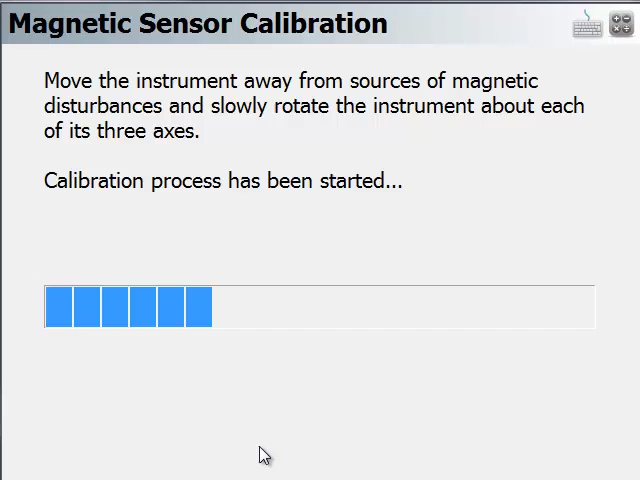 Magnetic Sensor Calibration
Move the instrument away from sources of magnetic
disturbances and slowly rotate the instrument about each
of its three axes.
Calibration process has been started...